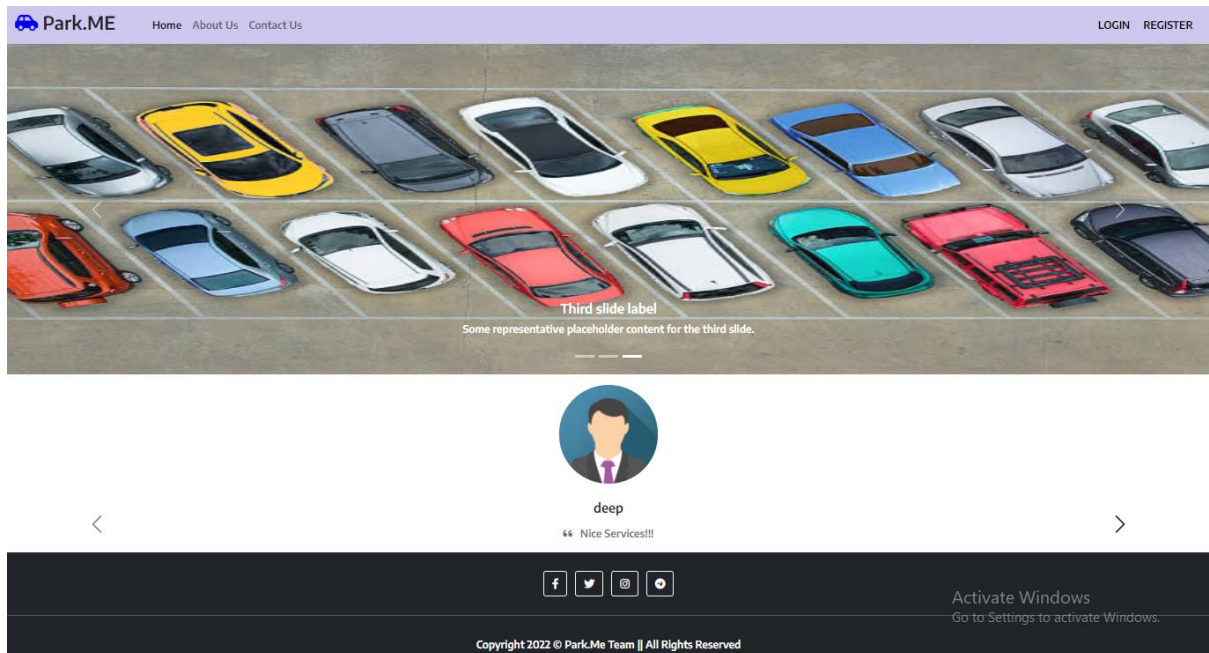 Park.ME
Home About Us Contact Us
LOGIN REGISTER
Third slide label
Some representative placeholder content for the third slide.
deep
“ Nice Services!!!
Activate Windows
Go to Settings to activate Windows.
Copyright 2022 © Park.Me Team || All Rights Reserved